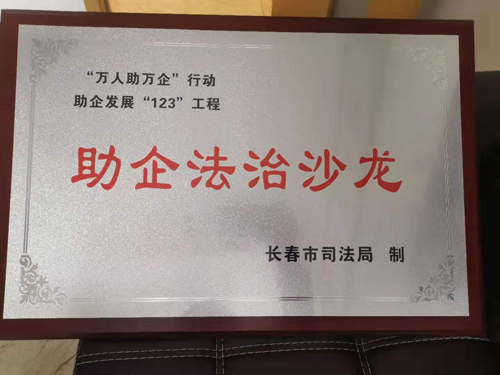 “万人助万企”行动
助企发展“123”工程
助企法治沙龙
长春市司法局 制